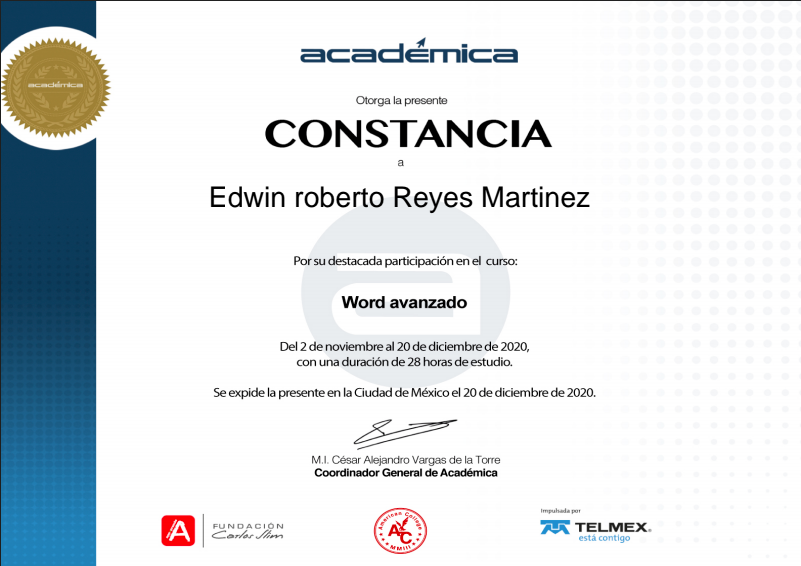 académica
académica
Otorga la presente
CONSTANCIA
a
Edwin roberto Reyes Martinez
Por su destacada participación en el curso:
Word avanzado
Del 2 de noviembre al 20 de diciembre de 2020,
con una duración de 28 horas de estudio.
Se expide la presente en la Ciudad de México el 20 de diciembre de 2020.
M.I. César Alejandro Vargas de la Torre
Coordinador General de Académica
FUNDACIÓN
Carlos Slim
American College
AC
MMIII
Impulsada por
TELMEX®
está contigo